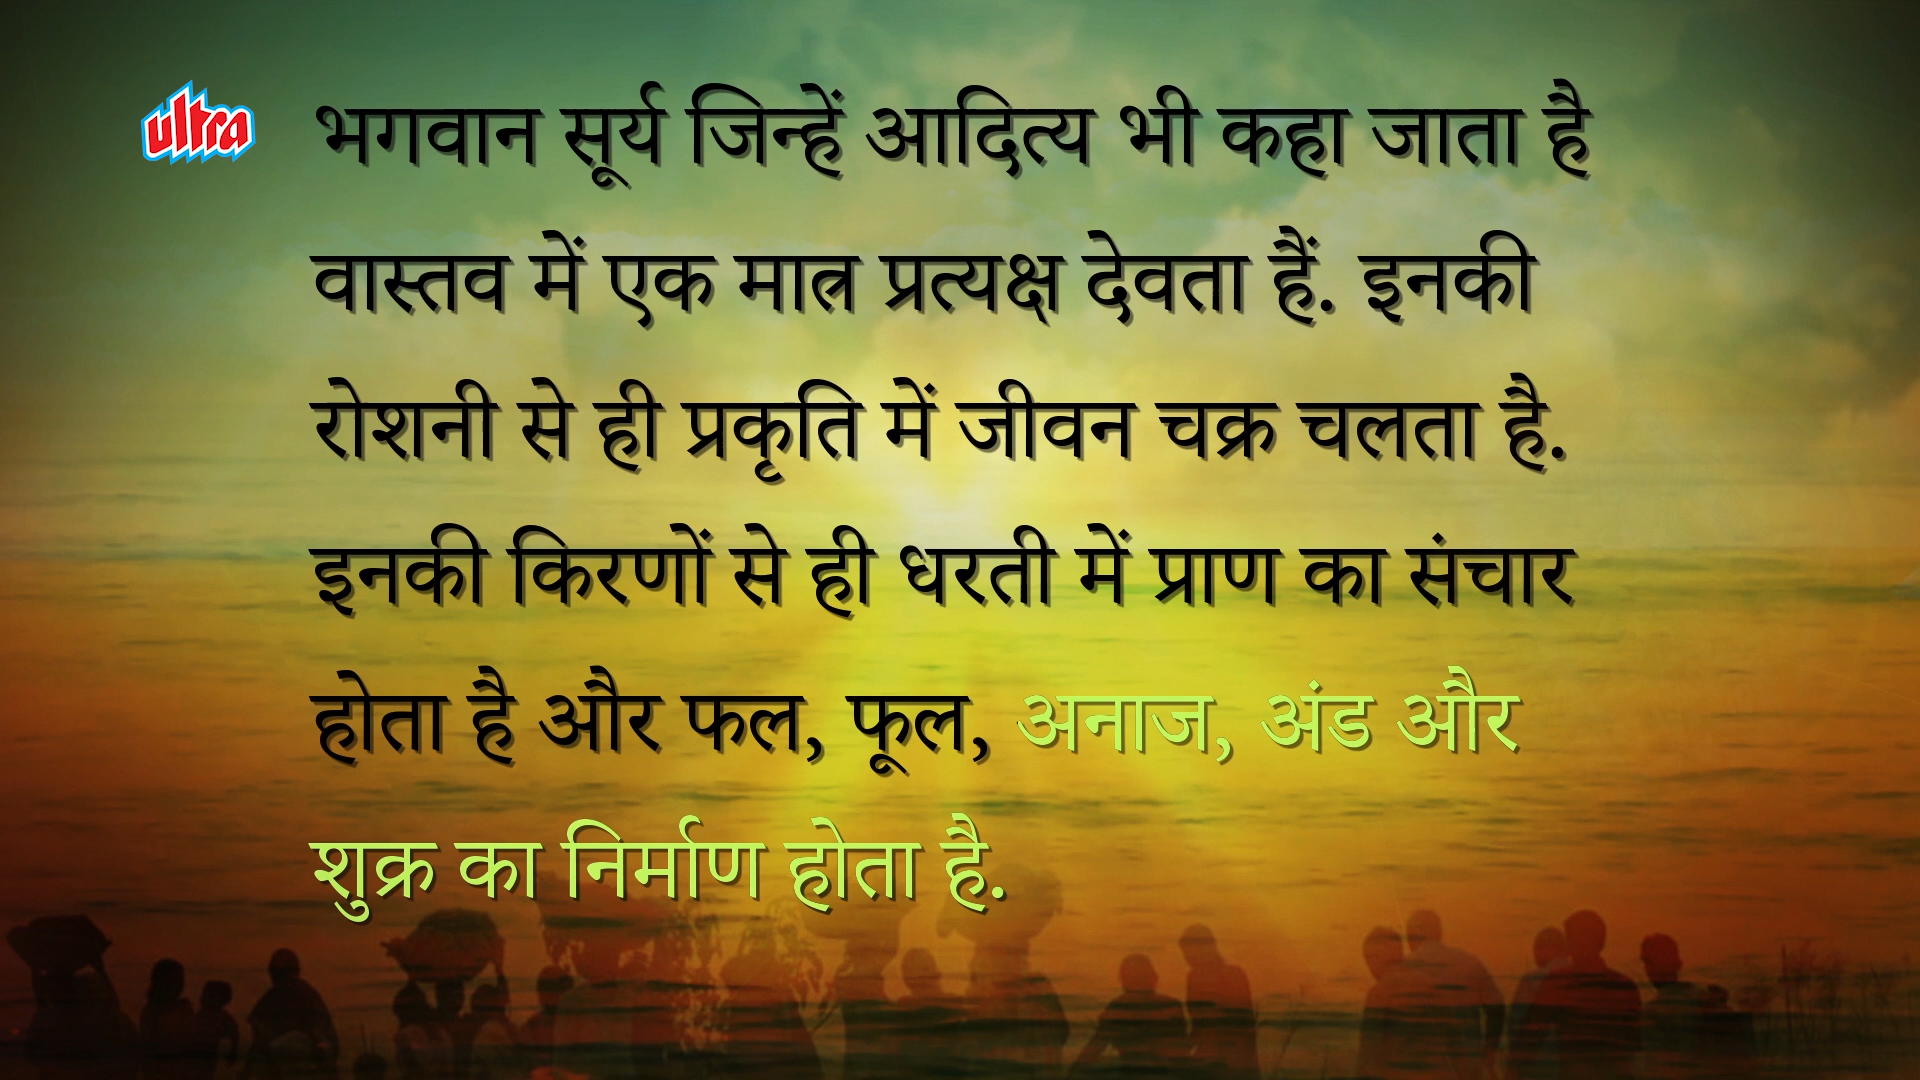 ultra
भगवान सूर्य जिन्हें आदित्य भी कहा जाता है
वास्तव में एक मात्र प्रत्यक्ष देवता हैं. इनकी
रोशनी से ही प्रकृति में जीवन चक्र चलता है.
इनकी किरणों से ही धरती में प्राण का संचार
होता है और फल, फूल, अनाज, अंड और
शुक्र का निर्माण होता है.